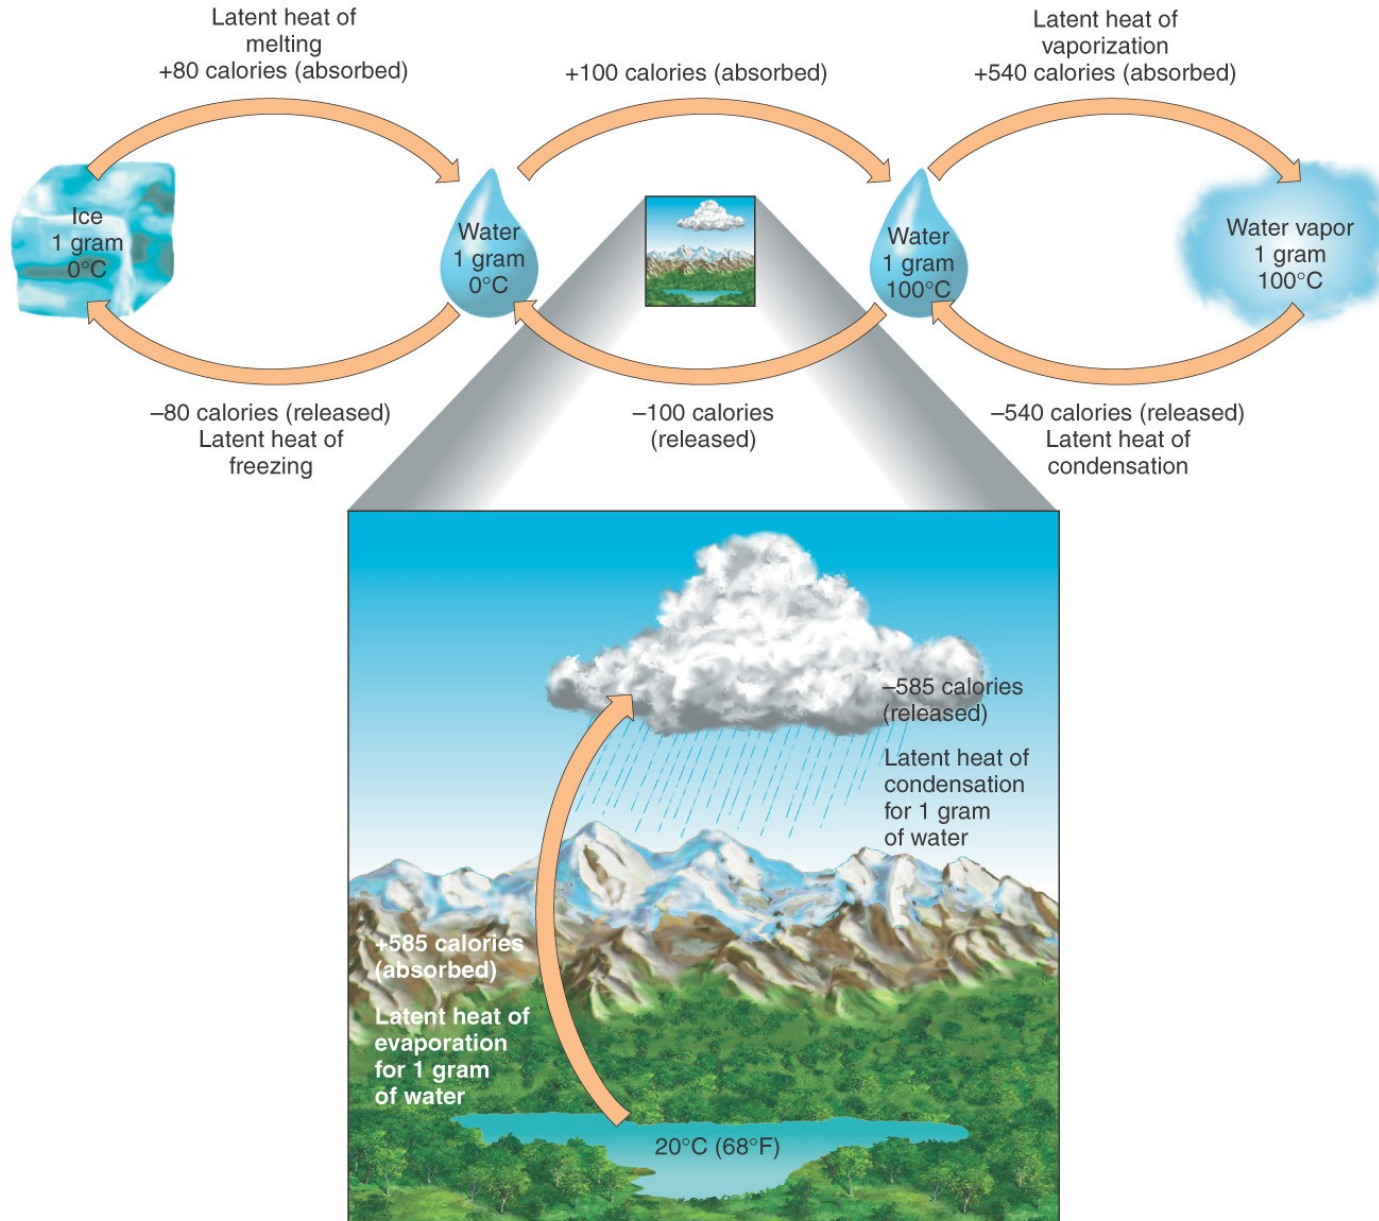 Latent heat of
melting
+80 calories (absorbed)
+100 calories (absorbed)
Latent heat of
vaporization
+540 calories (absorbed)
Ice
1 gram
0°C
Water
1 gram
0°C
Water
1 gram
100°C
Water vapor
1 gram
100°C
–80 calories (released)
Latent heat of
freezing
–100 calories
(released)
–540 calories (released)
Latent heat of
condensation
–585 calories
(released)
Latent heat of
condensation
for 1 gram
of water
+585 calories
(absorbed)
Latent heat of
evaporation
for 1 gram
of water
20°C (68°F)